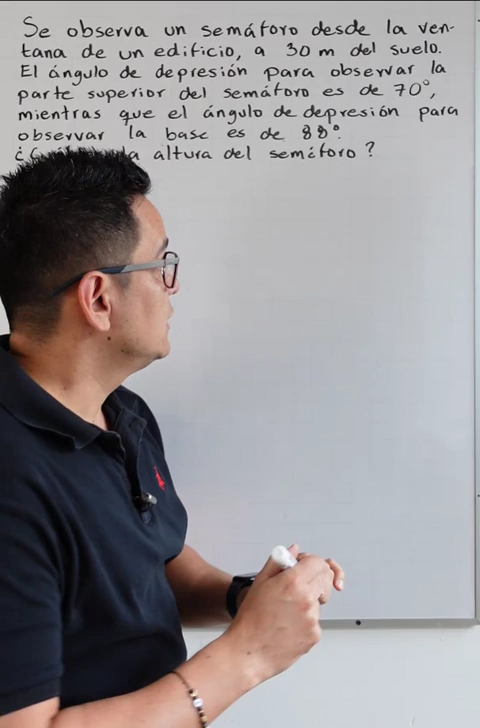 Se observa un semáforo desde la ven-
tana de un edificio, a 30 m del suelo.
El ángulo de depresión para observar la
parte superior del semáforo es de 70°,
mientras que el ángulo de depresión para
observar la base es de 88°.
la altura del semáforo?